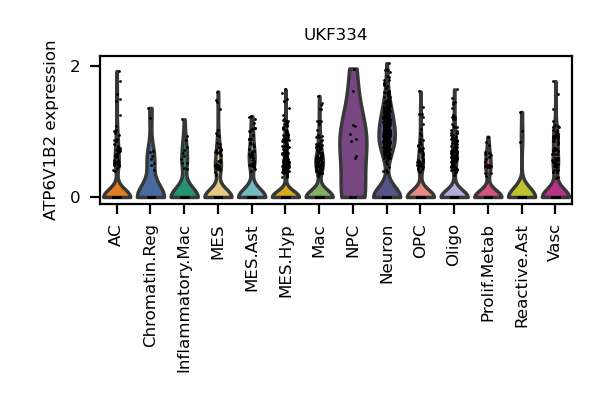 UKF334
ATP6V1B2 expression
2
0
AC
Chromatin.Reg
Inflammatory.Mac
MES
MES.Ast
MES.Hyp
Mac
NPC
Neuron
OPC
Oligo
Prolif.Metab
Reactive.Ast
Vasc